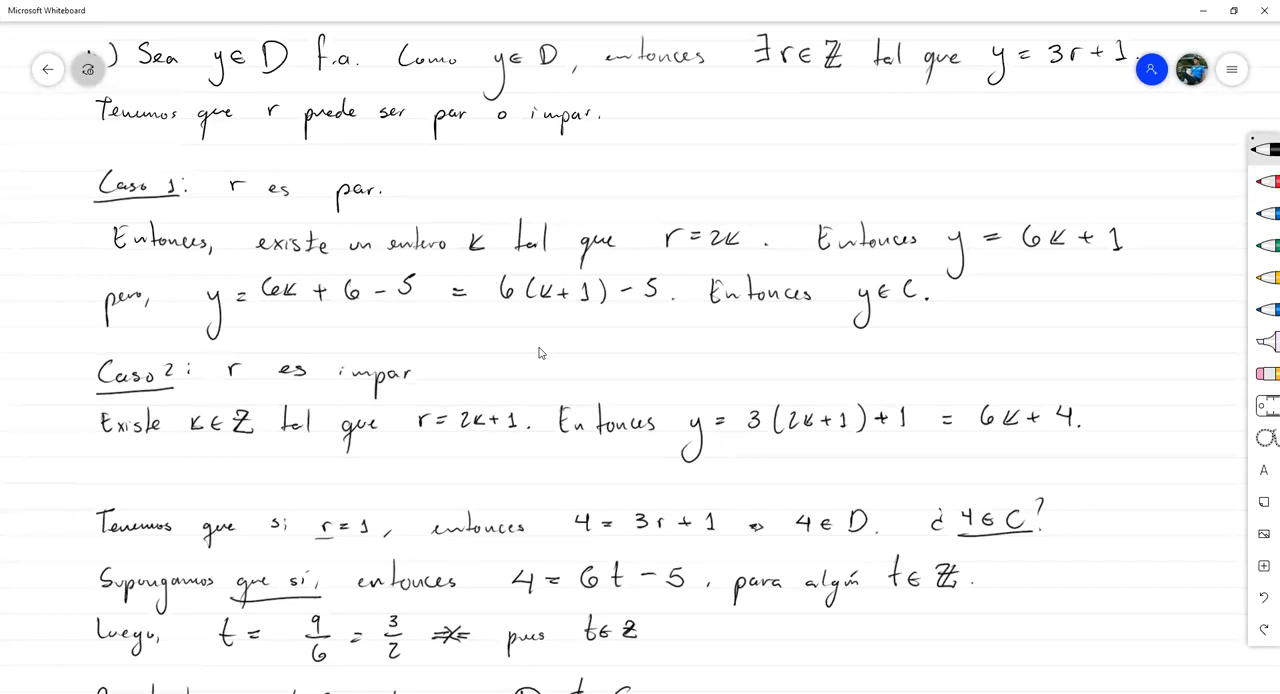 Microsoft Whiteboard
) Sea y∈D f.a. Como y∈D, entonces ∃r∈ℤ tal que y = 3r+1.
Tenemos que r puede ser par o impar.
Caso 1: r es par.
Entonces, existe un entero k tal que r=2k. Entonces y = 6k+1
pero, y = 6k+6-5 = 6(k+1)-5. Entonces y∈C.
Caso 2: r es impar
Existe k∈ℤ tal que r=2k+1. Entonces y = 3(2k+1)+1 = 6k+4.
Tenemos que si r=1, entonces 4=3r+1 ⇒ 4∈D. ¿4∈C?
Supongamos que sí, entonces 4=6t-5, para algún t∈ℤ.
luego, t = 9/6 = 3/2 ⇒⇐ pues t∈ℤ
A